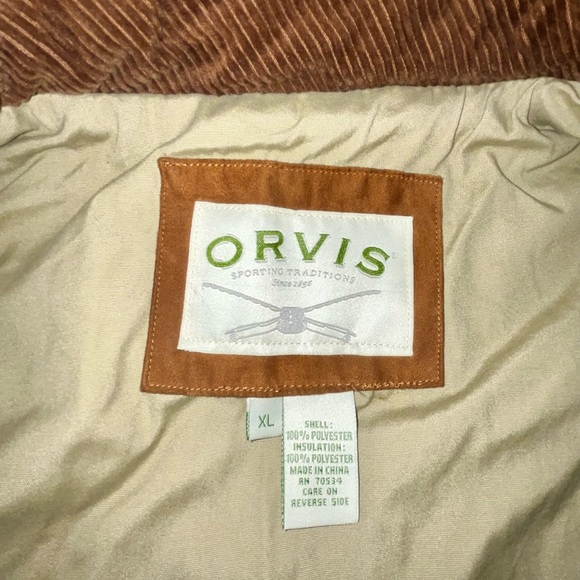 ORVIS®
SPORTING TRADITIONS
Since 1856
XL
SHELL:
100% POLYESTER
INSULATION:
100% POLYESTER
MADE IN CHINA
RN 70534
CARE ON
REVERSE SIDE